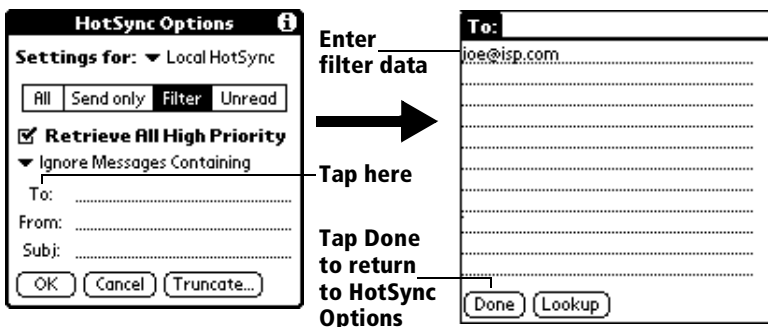 HotSync Options i
Settings for: Local HotSync
All Send only Filter Unread
Retrieve All High Priority
Ignore Messages Containing
To:
From:
Subj:
OK Cancel Truncate...
Enter
filter data
Tap here
Tap Done
to return
to HotSync
Options
To:
joe@isp.com
Done Lookup